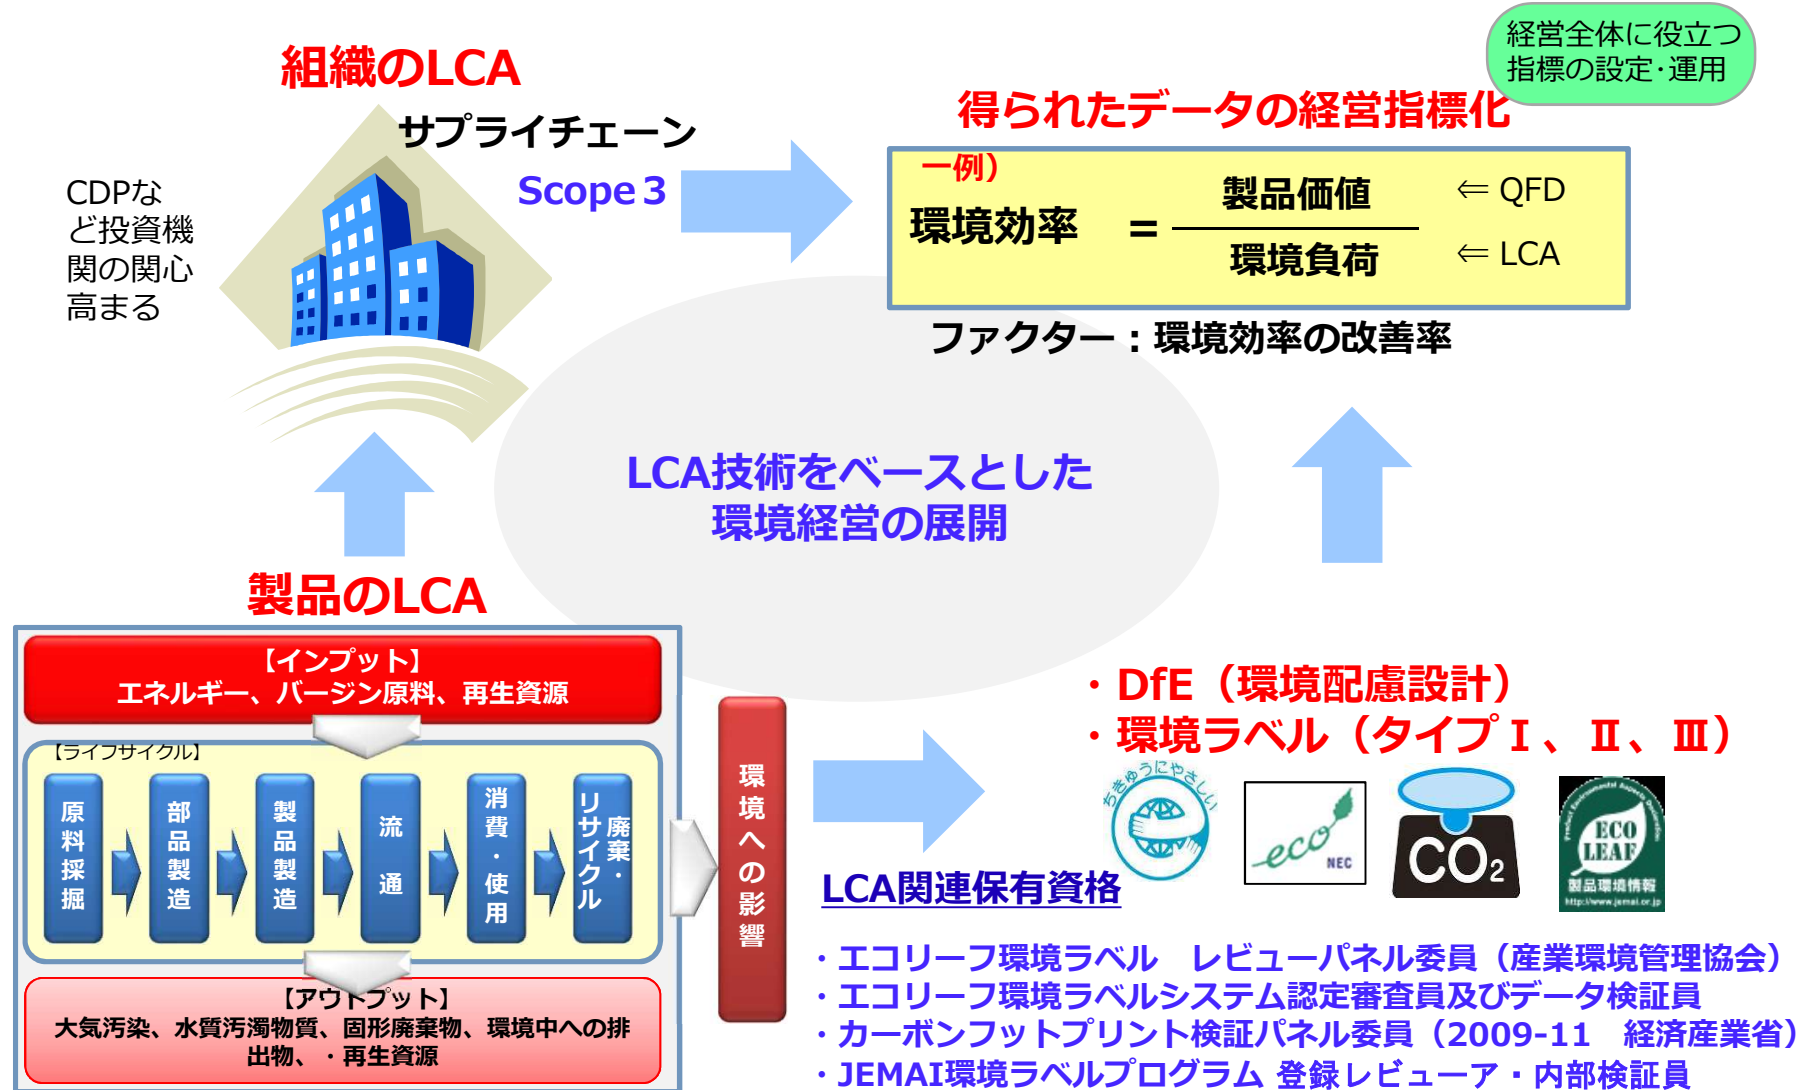 経営全体に役立つ
指標の設定･運用
組織のLCA
サプライチェーン
Scope３
CDPな
ど投資機
関の関心
高まる
得られたデータの経営指標化
一例）
環境効率 =
製品価値 ⇐ QFD
環境負荷 ⇐ LCA
ファクター：環境効率の改善率
LCA技術をベースとした
環境経営の展開
製品のLCA
【インプット】
エネルギー、バージン原料、再生資源
【ライフサイクル】
原料採掘
部品製造
製品製造
流通
消費・使用
廃棄・
リサイクル
【アウトプット】
大気汚染、水質汚濁物質、固形廃棄物、環境中への排
出物、・再生資源
環境への影響
・DfE（環境配慮設計）
・環境ラベル（タイプⅠ、Ⅱ、Ⅲ）
ちきゅうにやさしい
eco
NEC
CO2
Product Environmental Aspects Declaration
ECO
LEAF
製品環境情報
http://www.jemai.or.jp
LCA関連保有資格
・エコリーフ環境ラベル　レビューパネル委員（産業環境管理協会）
・エコリーフ環境ラベルシステム認定審査員及びデータ検証員
・カーボンフットプリント検証パネル委員（2009-11　経済産業省）
・JEMAI環境ラベルプログラム 登録レビューア・内部検証員